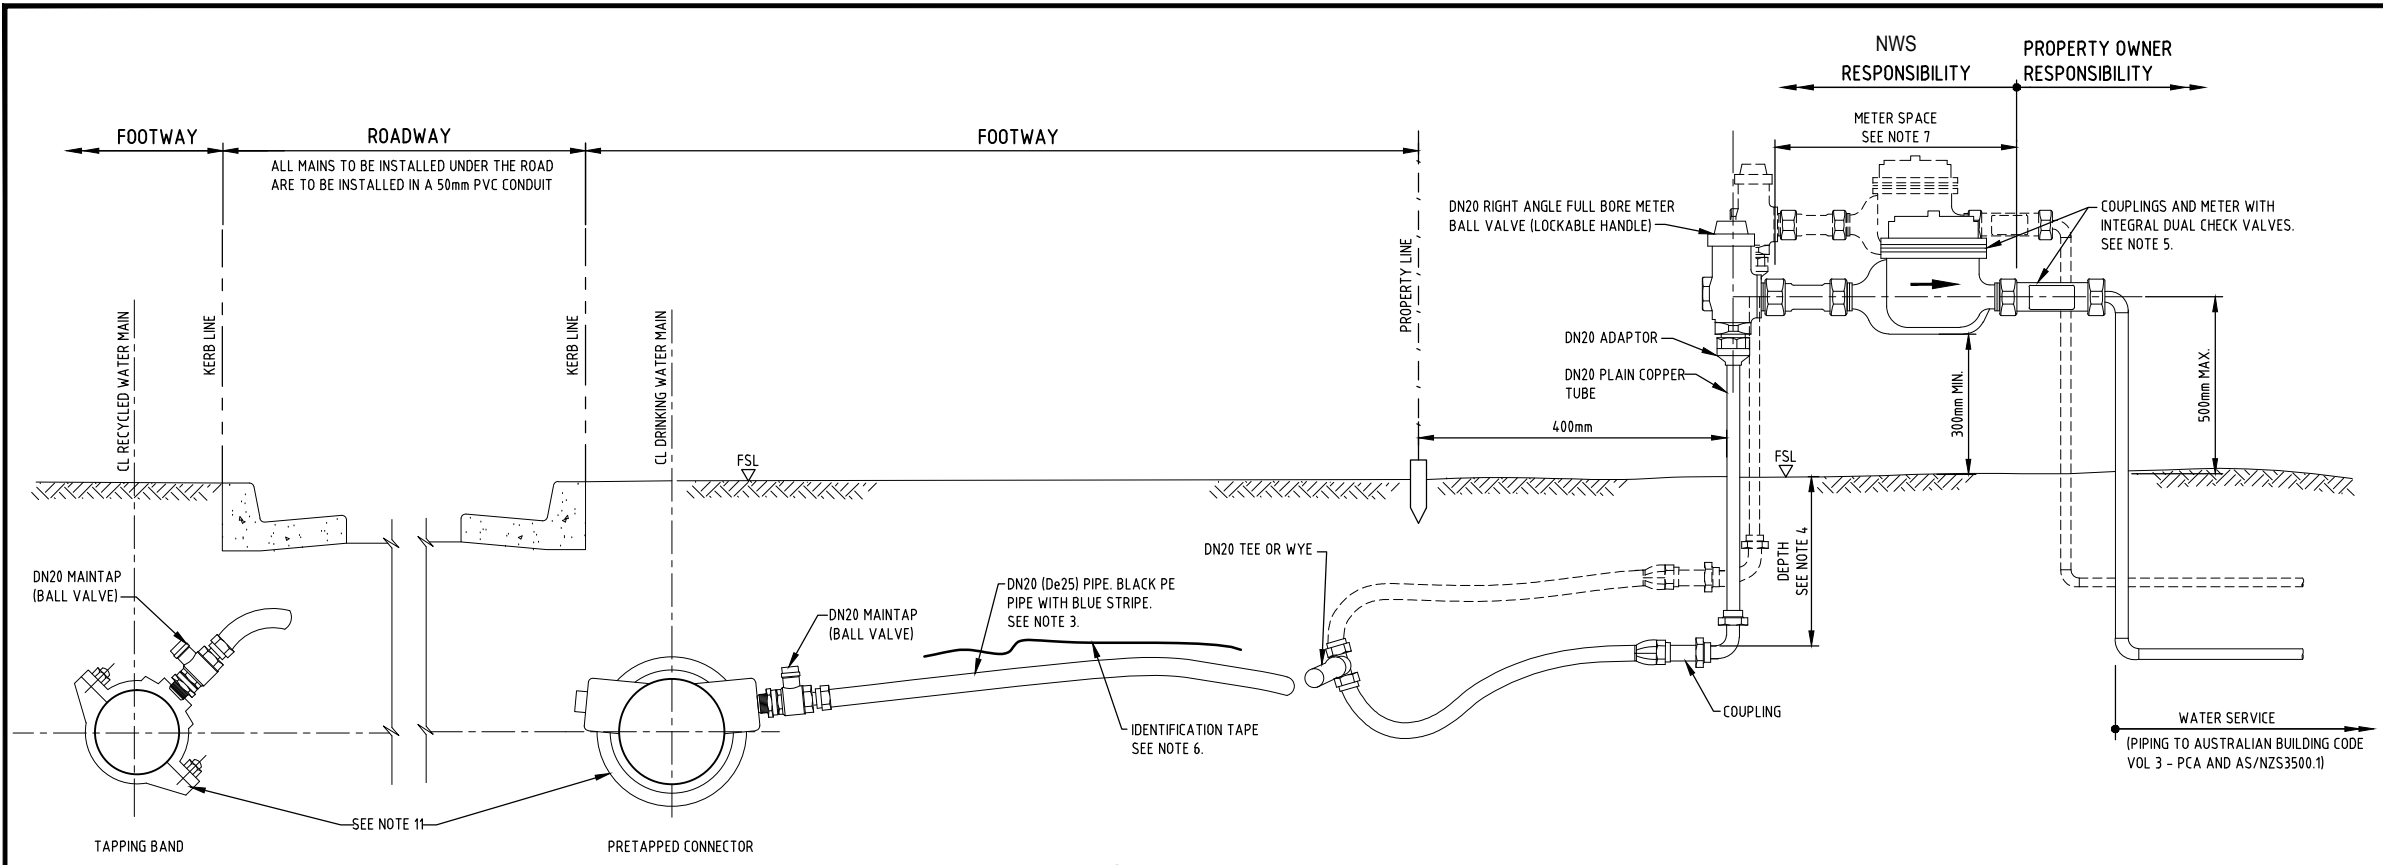 NWS
RESPONSIBILITY
PROPERTY OWNER
RESPONSIBILITY
METER SPACE
SEE NOTE 7
FOOTWAY
ROADWAY
FOOTWAY
ALL MAINS TO BE INSTALLED UNDER THE ROAD
ARE TO BE INSTALLED IN A 50mm PVC CONDUIT
DN20 RIGHT ANGLE FULL BORE METER
BALL VALVE (LOCKABLE HANDLE)
COUPLINGS AND METER WITH
INTEGRAL DUAL CHECK VALVES.
SEE NOTE 5.
CL RECYCLED WATER MAIN
KERB LINE
KERB LINE
CL DRINKING WATER MAIN
PROPERTY LINE
DN20 ADAPTOR
DN20 PLAIN COPPER
TUBE
400mm
300mm MIN.
500mm MAX.
FSL
FSL
DEPTH
SEE NOTE 4
DN20 TEE OR WYE
DN20 MAINTAP
(BALL VALVE)
DN20 (De25) PIPE. BLACK PE
PIPE WITH BLUE STRIPE.
SEE NOTE 3.
DN20 MAINTAP
(BALL VALVE)
IDENTIFICATION TAPE
SEE NOTE 6.
COUPLING
WATER SERVICE
(PIPING TO AUSTRALIAN BUILDING CODE
VOL 3 - PCA AND AS/NZS3500.1)
SEE NOTE 11
TAPPING BAND
PRETAPPED CONNECTOR